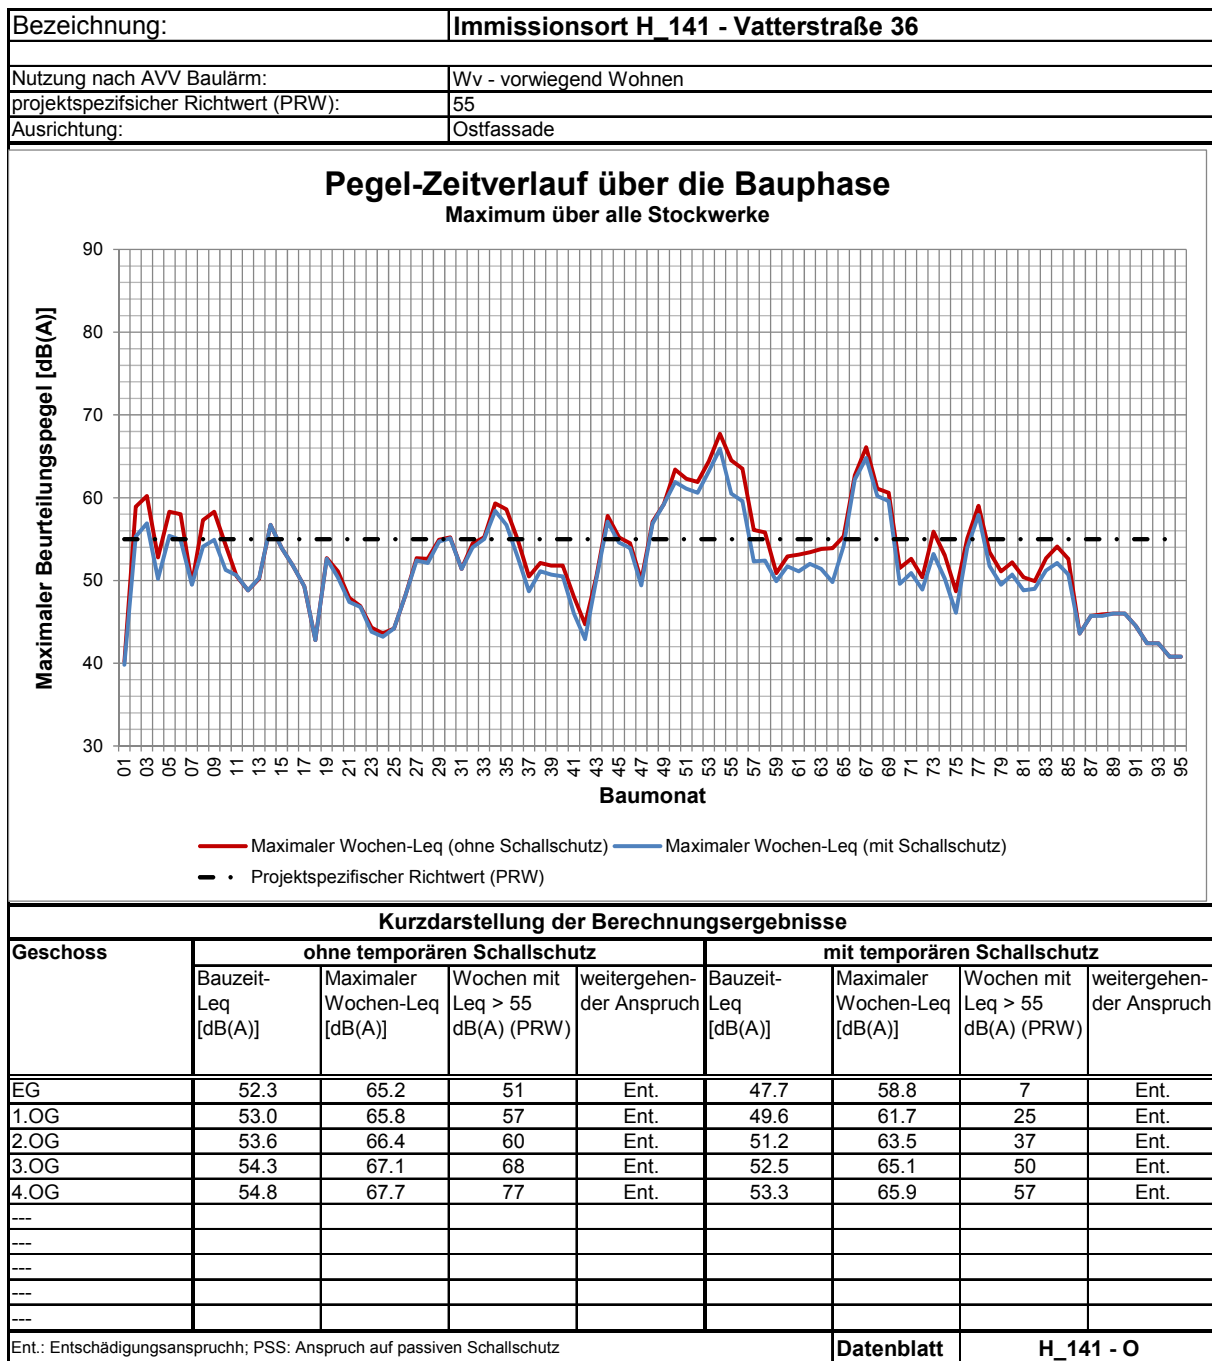 Bezeichnung: Immissionsort H_141 - Vatterstraße 36
Nutzung nach AVV Baulärm: Wv - vorwiegend Wohnen
projektspezifsicher Richtwert (PRW): 55
Ausrichtung: Ostfassade
Pegel-Zeitverlauf über die Bauphase
Maximum über alle Stockwerke
Maximaler Beurteilungspegel [dB(A)]
90
80
70
60
50
40
30
01 03 05 07 09 11 13 15 17 19 21 23 25 27 29 31 33 35 37 39 41 43 45 47 49 51 53 55 57 59 61 63 65 67 69 71 73 75 77 79 81 83 85 87 89 91 93 95
Baumonat
Maximaler Wochen-Leq (ohne Schallschutz) Maximaler Wochen-Leq (mit Schallschutz)
Projektspezifischer Richtwert (PRW)
Kurzdarstellung der Berechnungsergebnisse
Geschoss ohne temporären Schallschutz mit temporären Schallschutz
Bauzeit- Maximaler Wochen mit weitergehen- Bauzeit- Maximaler Wochen mit weitergehen-
Leq Wochen-Leq Leq > 55 der Anspruch Leq Wochen-Leq Leq > 55 der Anspruch
[dB(A)] [dB(A)] dB(A) (PRW) [dB(A)] [dB(A)] dB(A) (PRW)
EG 52.3 65.2 51 Ent. 47.7 58.8 7 Ent.
1.OG 53.0 65.8 57 Ent. 49.6 61.7 25 Ent.
2.OG 53.6 66.4 60 Ent. 51.2 63.5 37 Ent.
3.OG 54.3 67.1 68 Ent. 52.5 65.1 50 Ent.
4.OG 54.8 67.7 77 Ent. 53.3 65.9 57 Ent.
---
---
---
---
---
Ent.: Entschädigungsanspruchh; PSS: Anspruch auf passiven Schallschutz Datenblatt H_141 - O